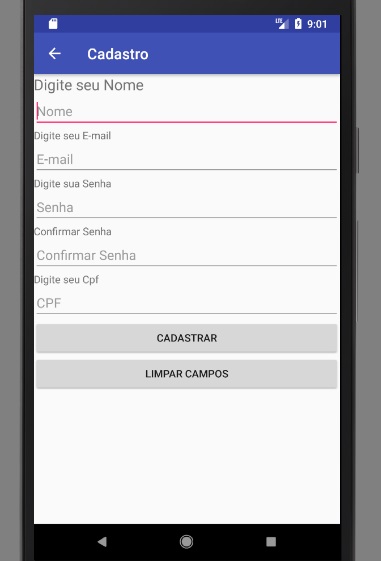 LTE 9:01
Cadastro
Digite seu Nome
Nome
Digite seu E-mail
E-mail
Digite sua Senha
Senha
Confirmar Senha
Confirmar Senha
Digite seu Cpf
CPF
CADASTRAR
LIMPAR CAMPOS